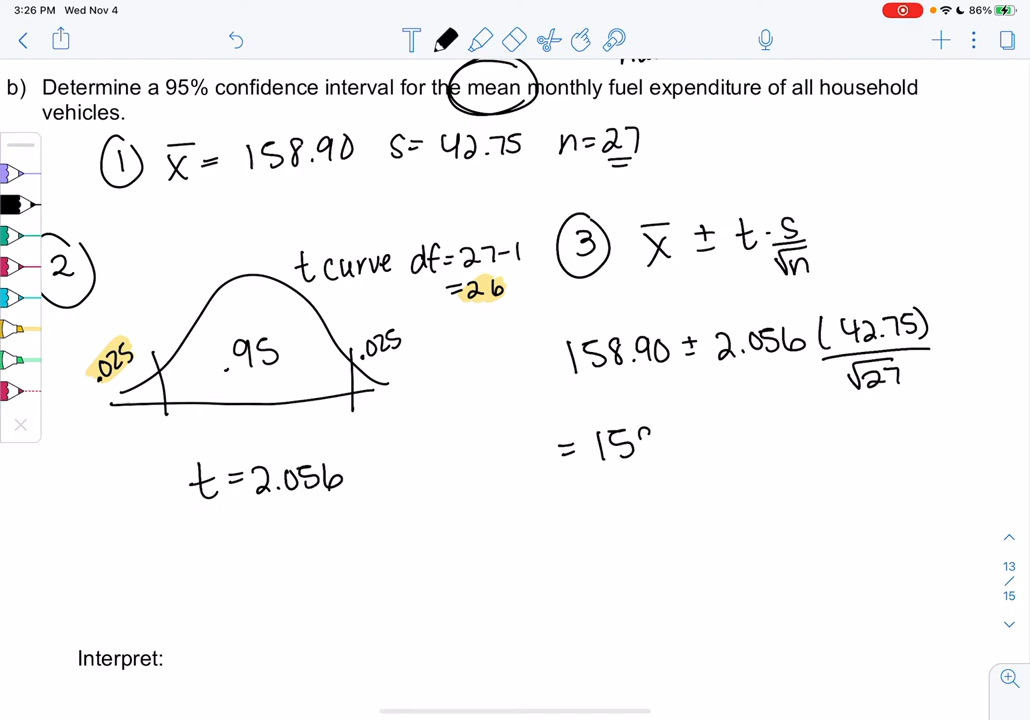 3:26 PM Wed Nov 4
86%
b) Determine a 95% confidence interval for the mean monthly fuel expenditure of all household
vehicles.
① x̅ = 158.90 s = 42.75 n = 27
② t curve df = 27-1
= 26
.025 .95 .025
t = 2.056
③ x̅ ± t · s/√n
158.90 ± 2.056 (42.75)/√27
= 15
13
/
15
Interpret: